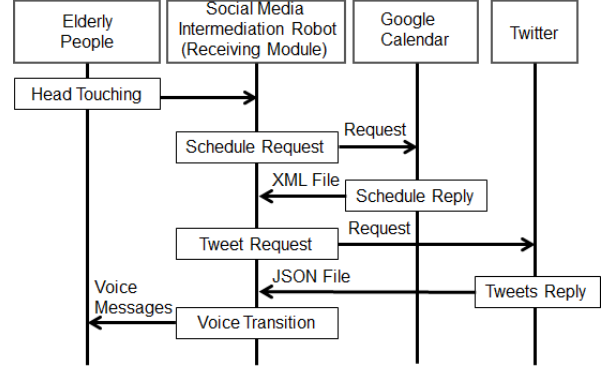 Elderly
People
Social Media
Intermediation Robot
(Receiving Module)
Google
Calendar
Twitter
Head Touching
Schedule Request
Request
XML File
Schedule Reply
Tweet Request
Request
JSON File
Tweets Reply
Voice
Messages
Voice Transition